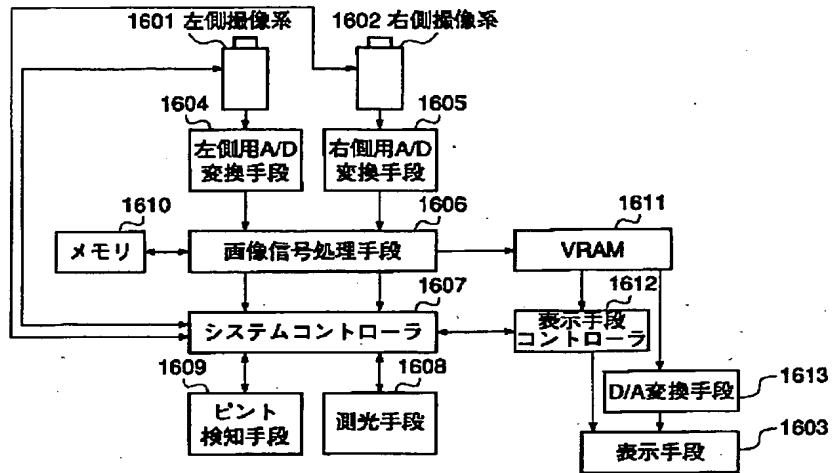 1601 左側撮像系
1602 右側撮像系
1604
1605
左側用A/D
変換手段
右側用A/D
変換手段
1610
1606
1611
メモリ
画像信号処理手段
VRAM
1607
1612
システムコントローラ
表示手段
コントローラ
1609
1608
1613
ピント
検知手段
測光手段
D/A変換手段
1603
表示手段